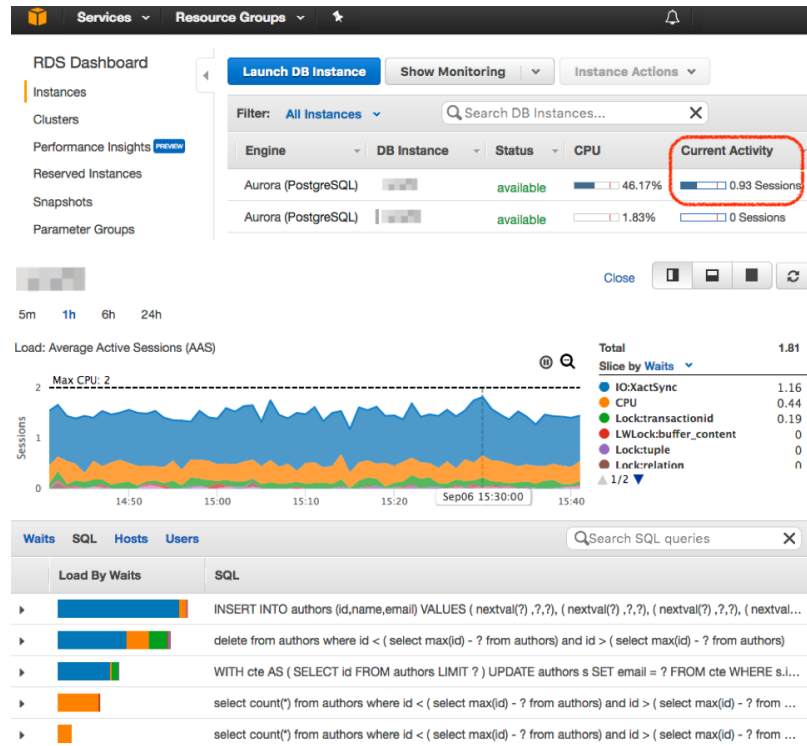 Services
Resource Groups
RDS Dashboard
Instances
Clusters
Performance Insights PREVIEW
Reserved Instances
Snapshots
Parameter Groups
Launch DB Instance Show Monitoring Instance Actions
Filter: All Instances Search DB Instances...
Engine DB Instance Status CPU Current Activity
Aurora (PostgreSQL) available 46.17% 0.93 Sessions
Aurora (PostgreSQL) available 1.83% 0 Sessions
Close
5m 1h 6h 24h
Load: Average Active Sessions (AAS)
Max CPU: 2
Sessions
2
1
0
14:50 15:00 15:10 15:20 Sep06 15:30:00 15:40
Total 1.81
Slice by Waits
IO:XactSync 1.16
CPU 0.44
Lock:transactionid 0.19
LWLock:buffer_content 0
Lock:tuple 0
Lock:relation 0
1/2
Waits SQL Hosts Users Search SQL queries
Load By Waits SQL
INSERT INTO authors (id,name,email) VALUES ( nextval(?) ,?,?), ( nextval(?) ,?,?), ( nextval(?) ,?,?), ( nextval...
delete from authors where id < ( select max(id) - ? from authors) and id > ( select max(id) - ? from authors)
WITH cte AS ( SELECT id FROM authors LIMIT ? ) UPDATE authors s SET email = ? FROM cte WHERE s.i...
select count(*) from authors where id < ( select max(id) - ? from authors) and id > ( select max(id) - ? from ...
select count(*) from authors where id < ( select max(id) - ? from authors) and id > ( select max(id) - ? from ...